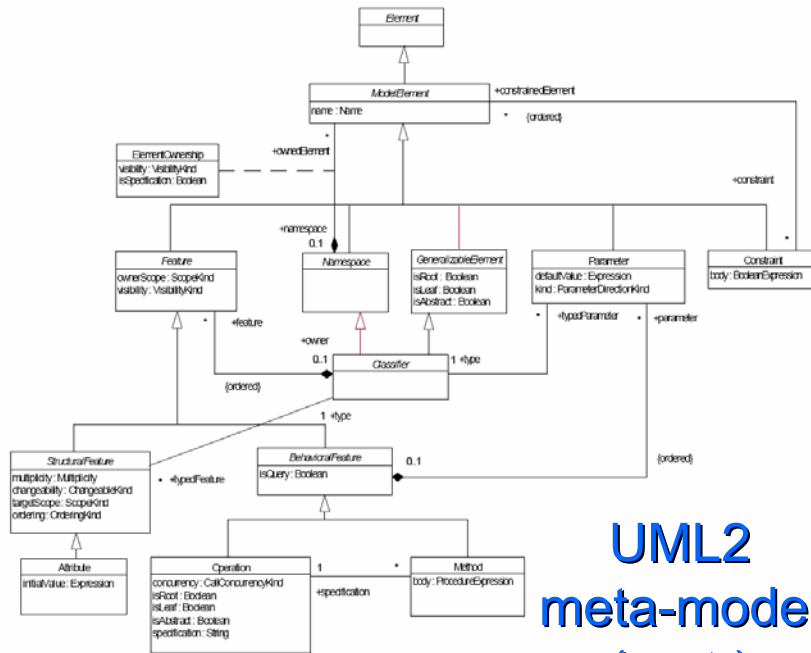 Element
ModelElement
name : Name
+constrainedElement
*
{ordered}
*
+ownedElement
ElementOwnership
visibility : VisibilityKind
isSpecification : Boolean
+constraint
*
+namespace
0..1
Feature
ownerScope : ScopeKind
visibility : VisibilityKind
Namespace
GeneralizableElement
isRoot : Boolean
isLeaf : Boolean
isAbstract : Boolean
Parameter
defaultValue : Expression
kind : ParameterDirectionKind
Constraint
body : BooleanExpression
*
+feature
+owner
0..1
{ordered}
Classifier
1 +type
*
+typedParameter
*
+parameter
1 +type
StructuralFeature
multiplicity : Multiplicity
changeability : ChangeableKind
targetScope : ScopeKind
ordering : OrderingKind
* +typedFeature
BehavioralFeature
isQuery : Boolean
0..1
{ordered}
Attribute
initialValue : Expression
Operation
concurrency : CallConcurrencyKind
isRoot : Boolean
isLeaf : Boolean
isAbstract : Boolean
specification : String
1
*
+specification
Method
body : ProcedureExpression
UML2
meta-mode